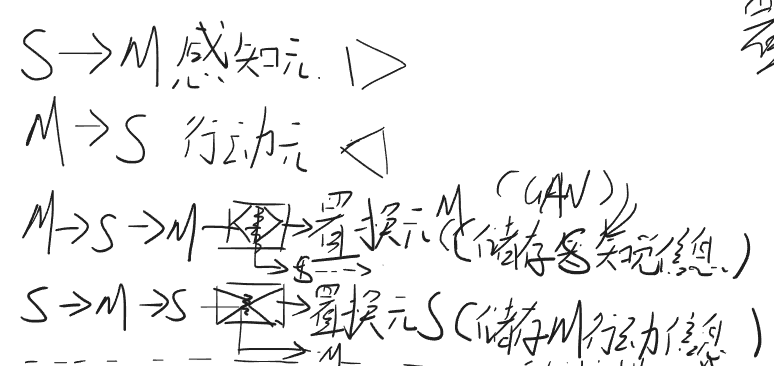 S→M 感知元
M→S 行动元
(GAN)
M→S→M → 置换元M (储存S知觉信息)
S
S→M→S → 置换元S (储存M行动信息)
M